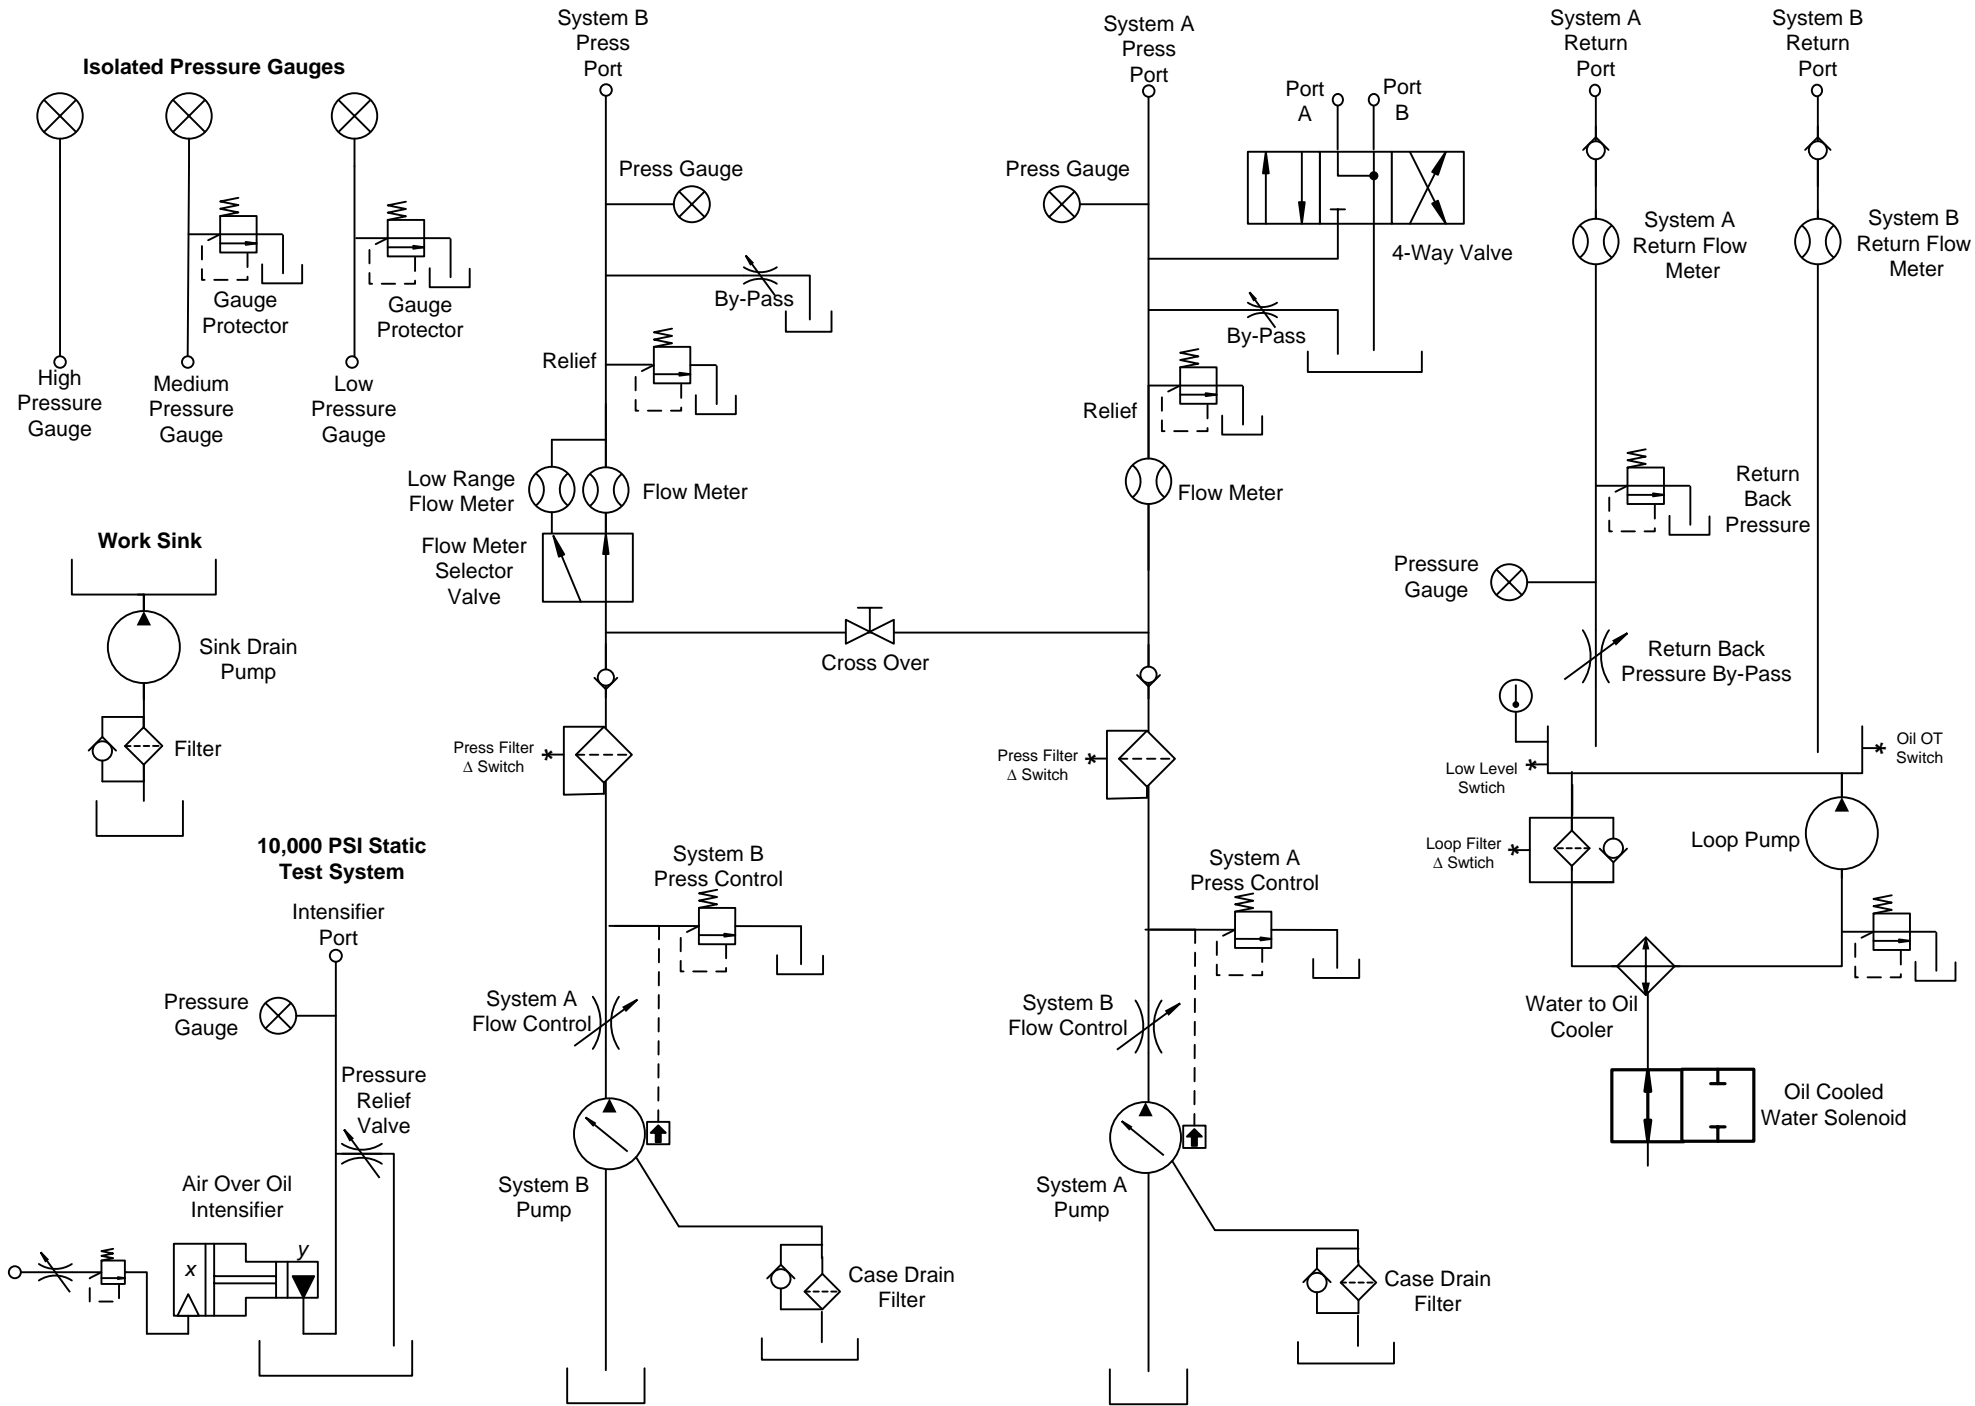 System B
Press
Port
System A
Press
Port
System A
Return
Port
System B
Return
Port
Isolated Pressure Gauges
Port
A
Port
B
Press Gauge
Press Gauge
4-Way Valve
System A
Return Flow
Meter
System B
Return Flow
Meter
Gauge
Protector
Gauge
Protector
By-Pass
By-Pass
High
Pressure
Gauge
Medium
Pressure
Gauge
Low
Pressure
Gauge
Relief
Relief
Low Range
Flow Meter
Flow Meter
Flow Meter
Return
Back
Pressure
Work Sink
Flow Meter
Selector
Valve
Pressure
Gauge
Sink Drain
Pump
Cross Over
Return Back
Pressure By-Pass
Filter
Press Filter
Δ Switch
Press Filter
Δ Switch
Low Level
Swtich
Oil OT
Switch
10,000 PSI Static
Test System
System B
Press Control
System A
Press Control
Loop Filter
Δ Swtich
Loop Pump
Intensifier
Port
Pressure
Gauge
System A
Flow Control
System B
Flow Control
Water to Oil
Cooler
Pressure
Relief
Valve
Oil Cooled
Water Solenoid
Air Over Oil
Intensifier
System B
Pump
System A
Pump
x
y
Case Drain
Filter
Case Drain
Filter